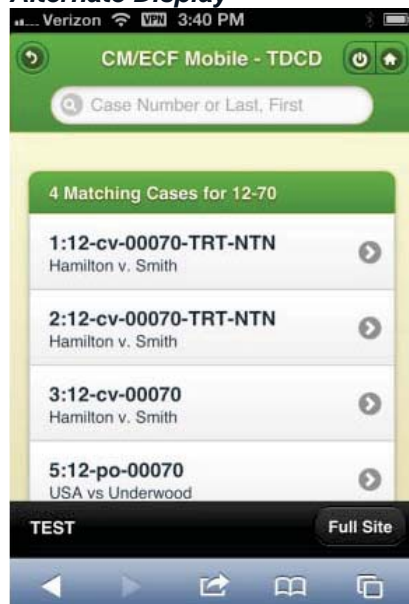 Alternate Display
Verizon VPN 3:40 PM
CM/ECF Mobile - TDCD
Case Number or Last, First
4 Matching Cases for 12-70
1:12-cv-00070-TRT-NTN
Hamilton v. Smith
2:12-cv-00070-TRT-NTN
Hamilton v. Smith
3:12-cv-00070
Hamilton v. Smith
5:12-po-00070
USA vs Underwood
TEST Full Site